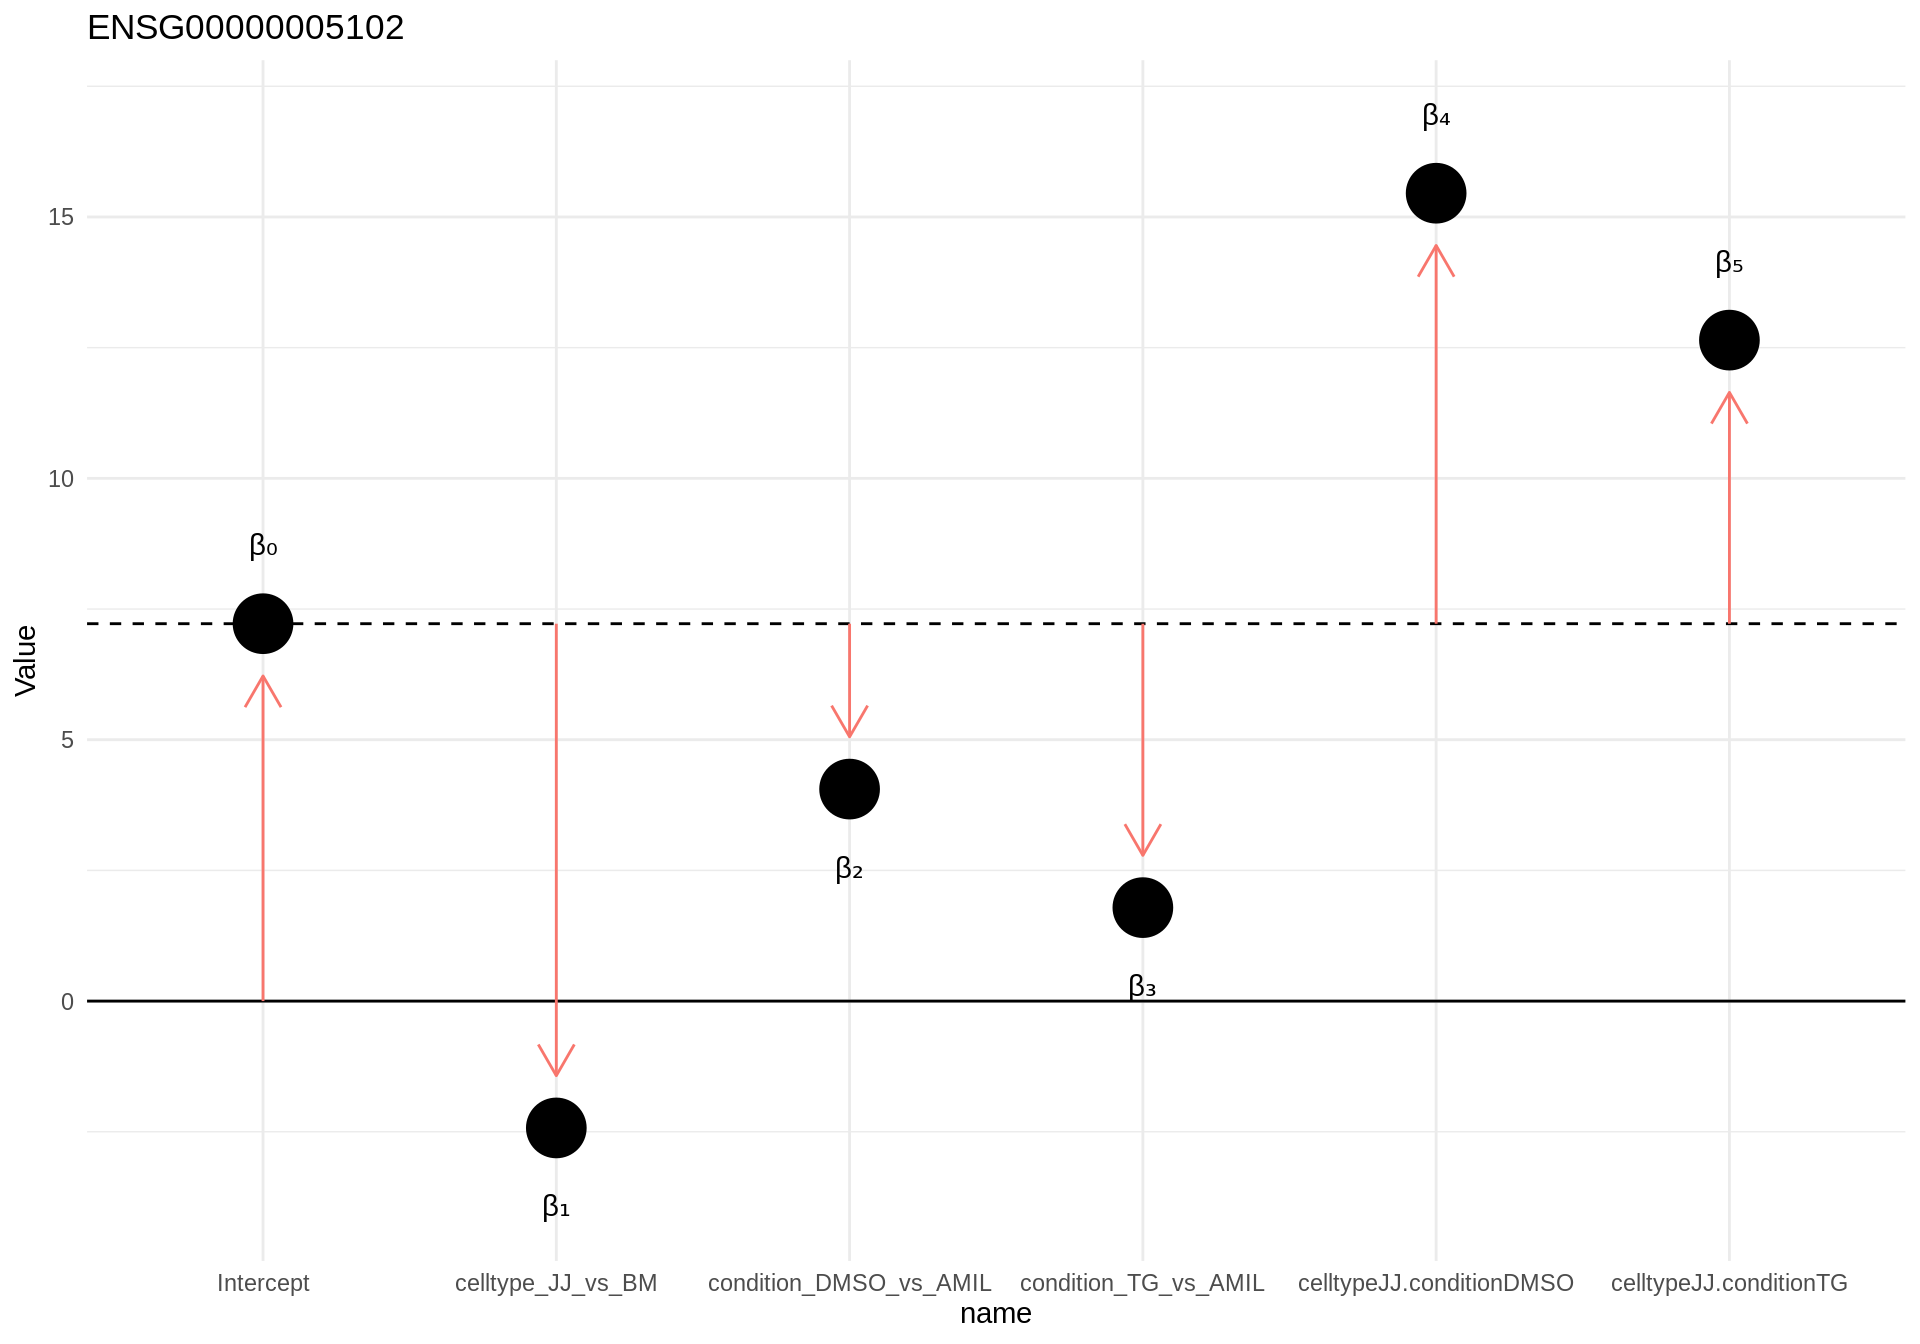 ENSG00000005102
β₄
15
β₅
10
β₀
5
β₂
β₃
0
β₁
Value
Intercept celltype_JJ_vs_BM condition_DMSO_vs_AMIL condition_TG_vs_AMIL celltypeJJ.conditionDMSO celltypeJJ.conditionTG
name